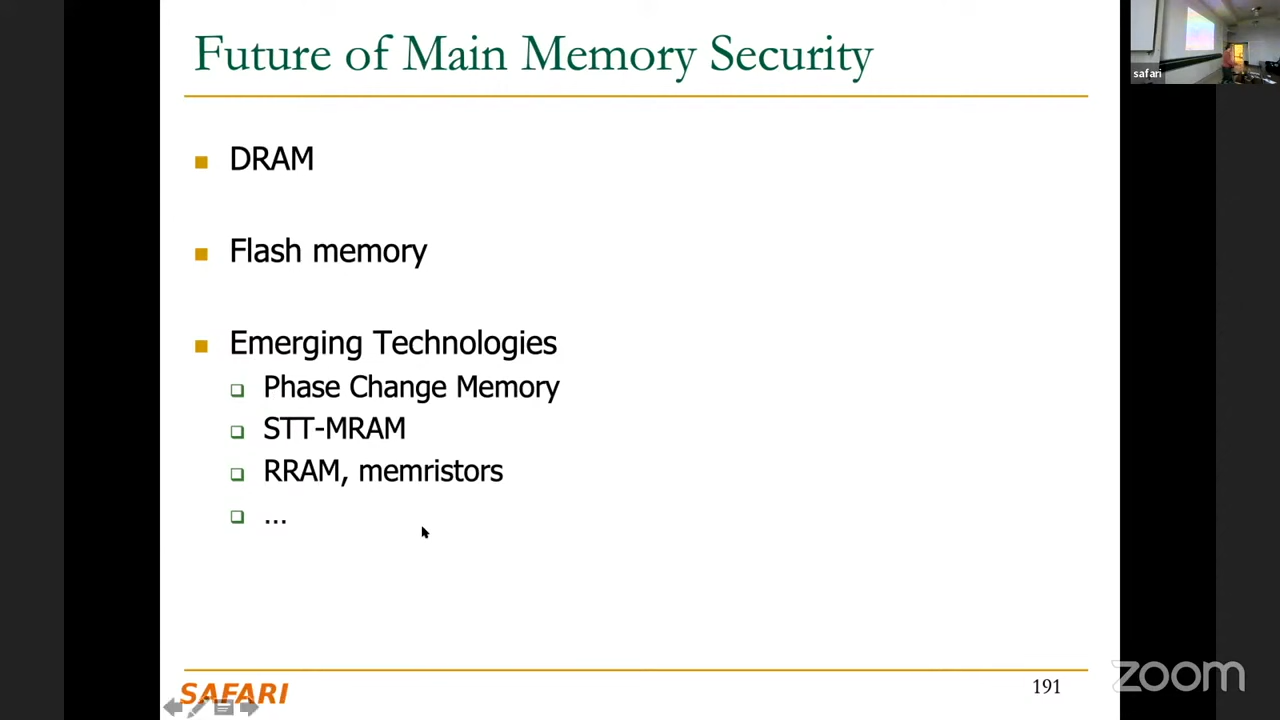 Future of Main Memory Security
safari
DRAM
Flash memory
Emerging Technologies
Phase Change Memory
STT-MRAM
RRAM, memristors
...
SAFARI
191
zoom